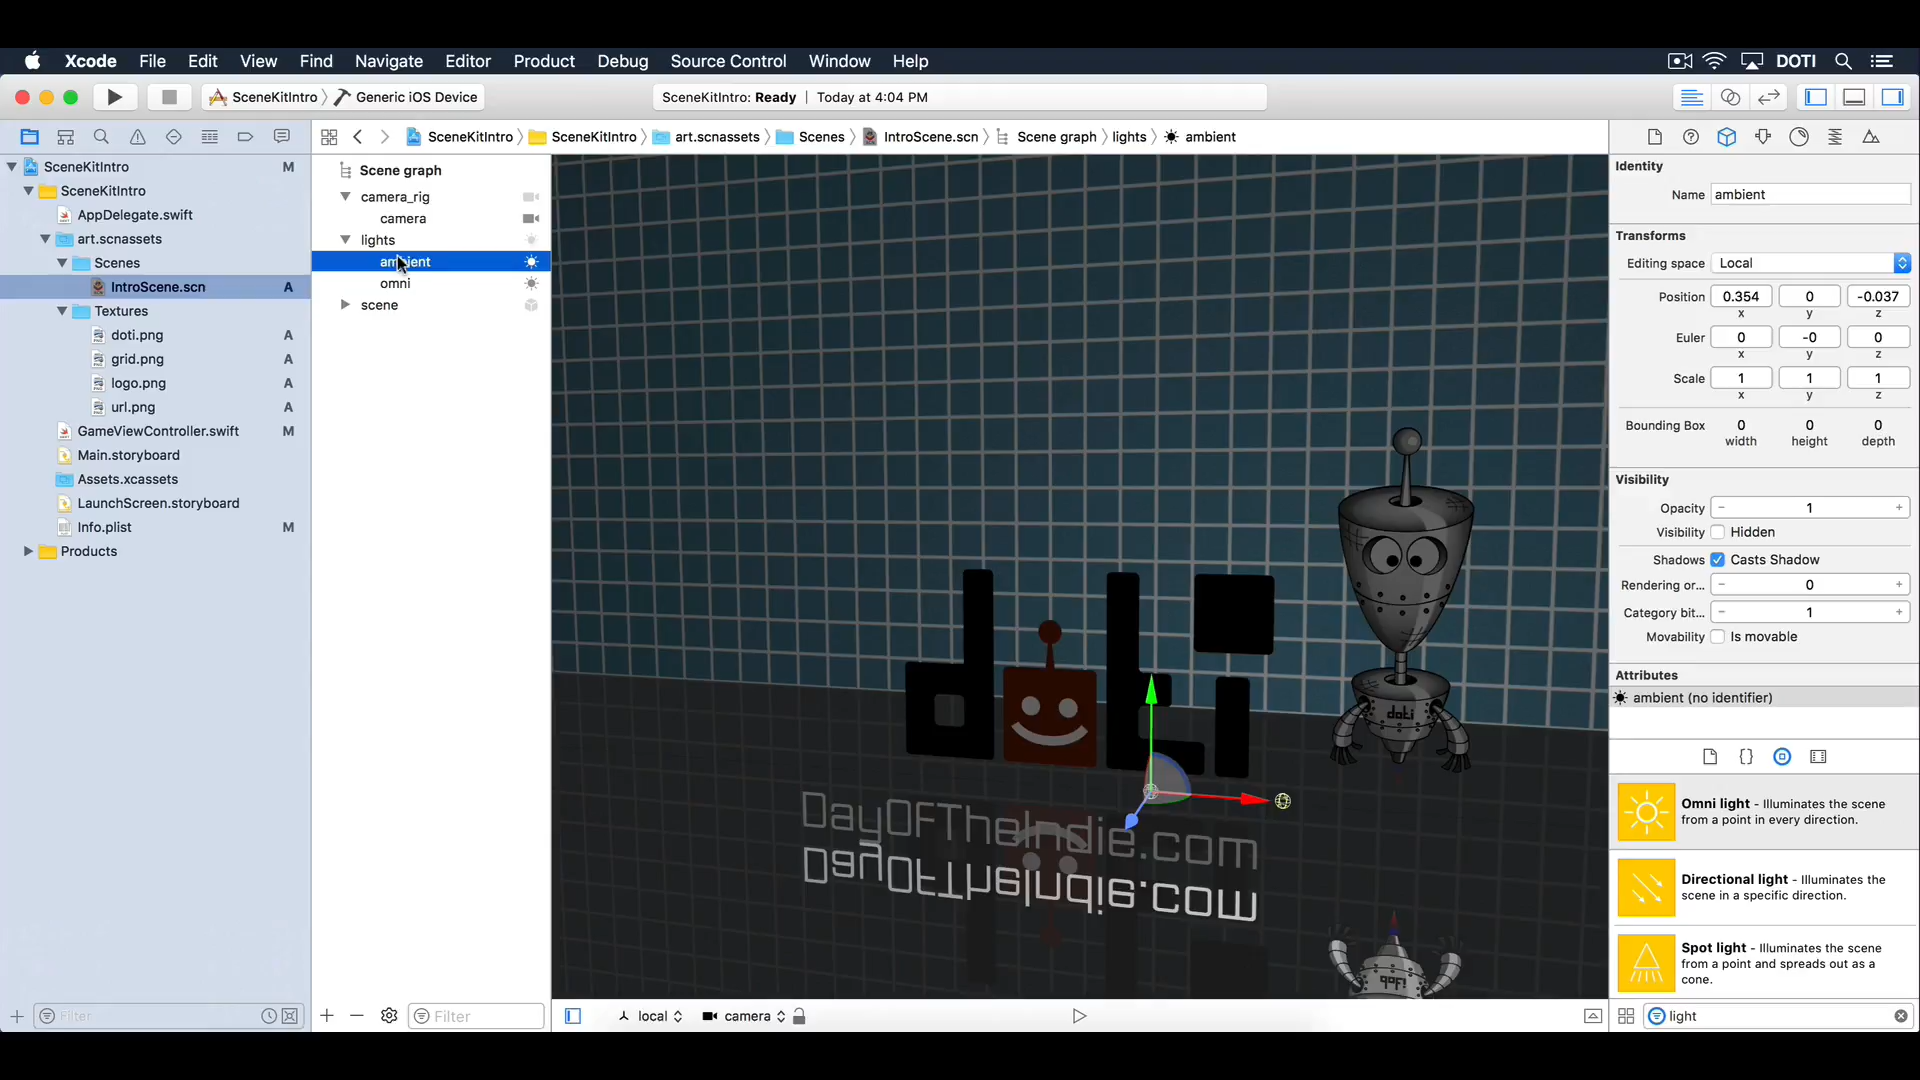 Xcode File Edit View Find Navigate Editor Product Debug Source Control Window Help DOTI
SceneKitIntro Generic iOS Device SceneKitIntro: Ready Today at 4:04 PM
SceneKitIntro SceneKitIntro art.scnassets Scenes IntroScene.scn Scene graph lights ambient
SceneKitIntro M
SceneKitIntro
AppDelegate.swift
art.scnassets
Scenes
IntroScene.scn A
Textures
doti.png A
grid.png A
logo.png A
url.png A
GameViewController.swift M
Main.storyboard
Assets.xcassets
LaunchScreen.storyboard
Info.plist M
Products
Filter
Scene graph
camera_rig
camera
lights
ambient
omni
scene
Filter
doti
doti
DayOfTheIndie.com
DayOfTheIndie.com
doti
local camera
Identity
Name ambient
Transforms
Editing space Local
Position 0.354 0 -0.037
x y z
Euler 0 -0 0
x y z
Scale 1 1 1
x y z
Bounding Box 0 0 0
width height depth
Visibility
Opacity − 1 +
Visibility Hidden
Shadows Casts Shadow
Rendering or... − 0 +
Category bit... − 1 +
Movability Is movable
Attributes
ambient (no identifier)
{}
Omni light - Illuminates the scene
from a point in every direction.
Directional light - Illuminates the
scene in a specific direction.
Spot light - Illuminates the scene
from a point and spreads out as a
cone.
light